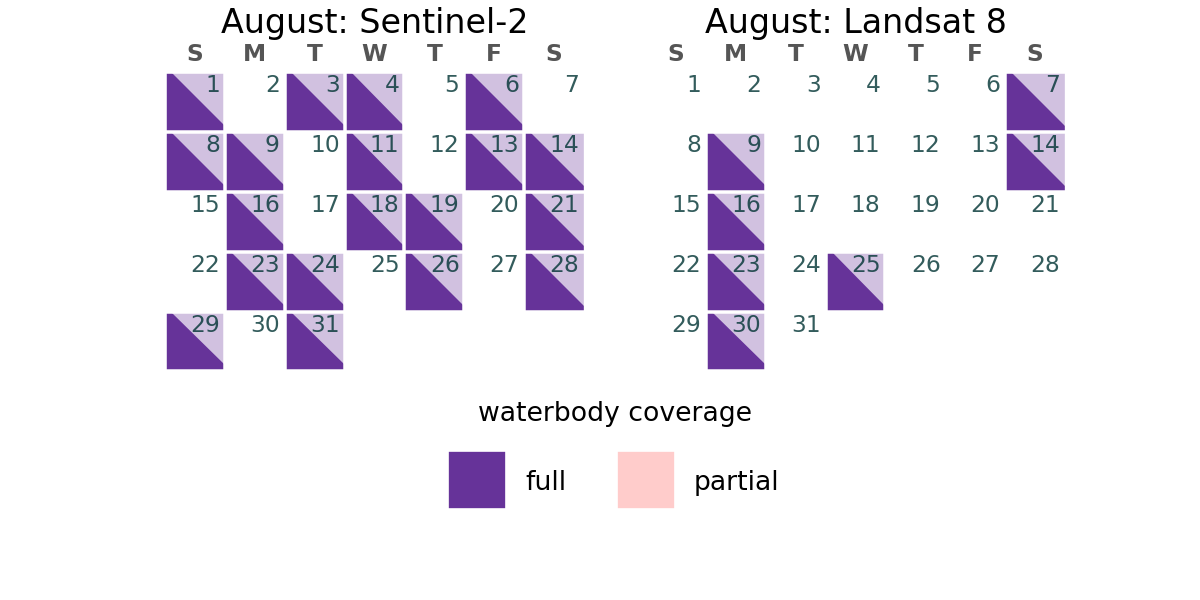 August: Sentinel-2
S M T W T F S
1 2 3 4 5 6 7
8 9 10 11 12 13 14
15 16 17 18 19 20 21
22 23 24 25 26 27 28
29 30 31
August: Landsat 8
S M T W T F S
1 2 3 4 5 6 7
8 9 10 11 12 13 14
15 16 17 18 19 20 21
22 23 24 25 26 27 28
29 30 31
waterbody coverage
full partial